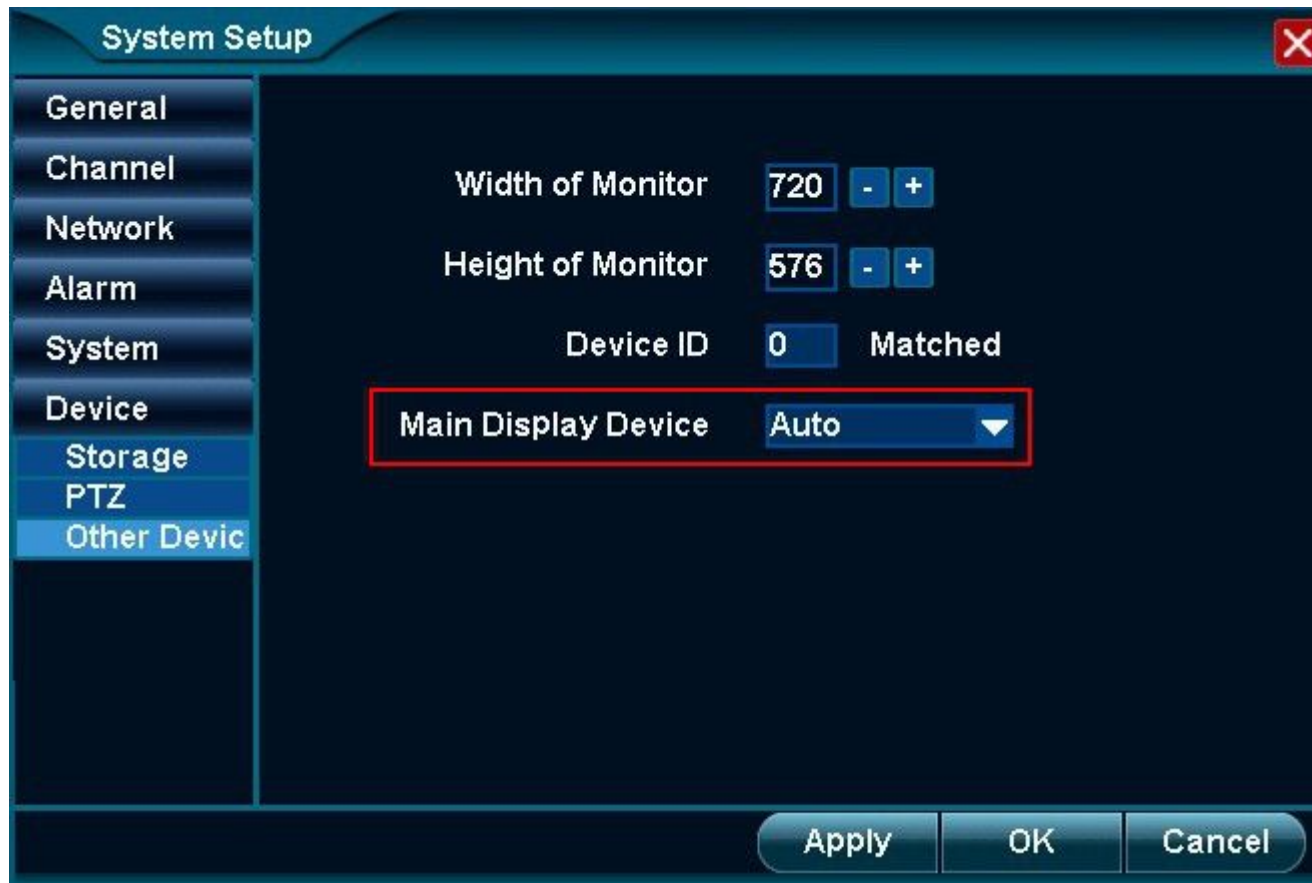 System Setup
General
Channel
Network
Alarm
System
Device
Storage
PTZ
Other Devic
Width of Monitor 720 - +
Height of Monitor 576 - +
Device ID 0 Matched
Main Display Device Auto
Apply OK Cancel